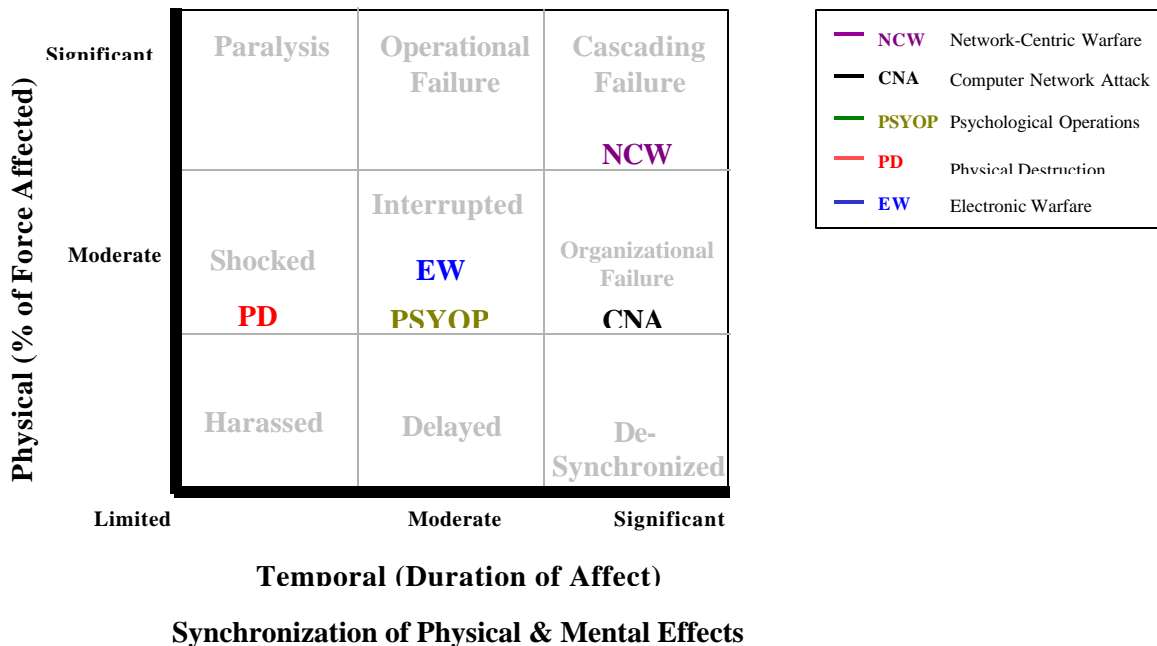 Significant
Paralysis
Operational
Failure
Cascading
Failure
NCW
Physical (% of Force Affected)
Moderate
Shocked
PD
Interrupted
EW
PSYOP
Organizational
Failure
CNA
Harassed
Delayed
De-
Synchronized
Limited
Moderate
Significant
Temporal (Duration of Affect)
Synchronization of Physical & Mental Effects
NCW Network-Centric Warfare
CNA Computer Network Attack
PSYOP Psychological Operations
PD Physical Destruction
EW Electronic Warfare